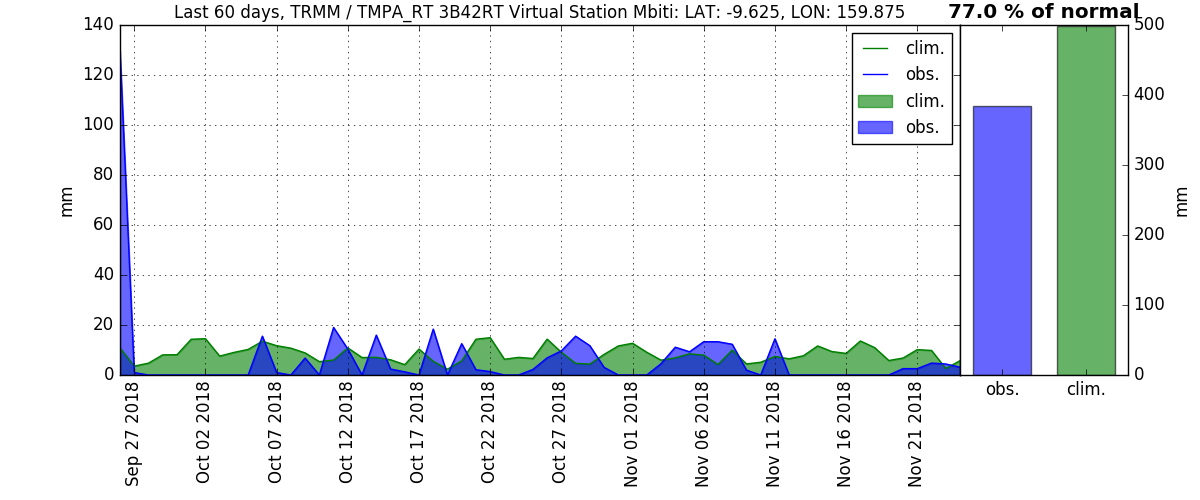 Last 60 days, TRMM / TMPA_RT 3B42RT Virtual Station Mbiti: LAT: -9.625, LON: 159.875
77.0 % of normal
mm
140
120
100
80
60
40
20
0
clim.
obs.
clim.
obs.
500
400
300
200
100
0
mm
Sep 27 2018
Oct 02 2018
Oct 07 2018
Oct 12 2018
Oct 17 2018
Oct 22 2018
Oct 27 2018
Nov 01 2018
Nov 06 2018
Nov 11 2018
Nov 16 2018
Nov 21 2018
obs.
clim.